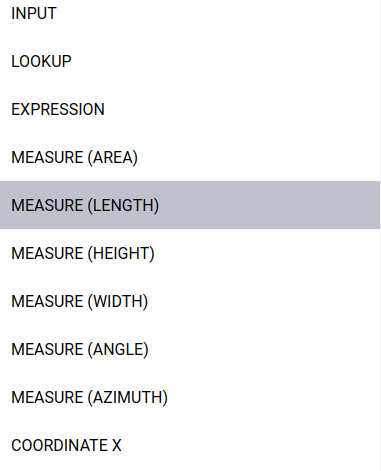 INPUT
LOOKUP
EXPRESSION
MEASURE (AREA)
MEASURE (LENGTH)
MEASURE (HEIGHT)
MEASURE (WIDTH)
MEASURE (ANGLE)
MEASURE (AZIMUTH)
COORDINATE X